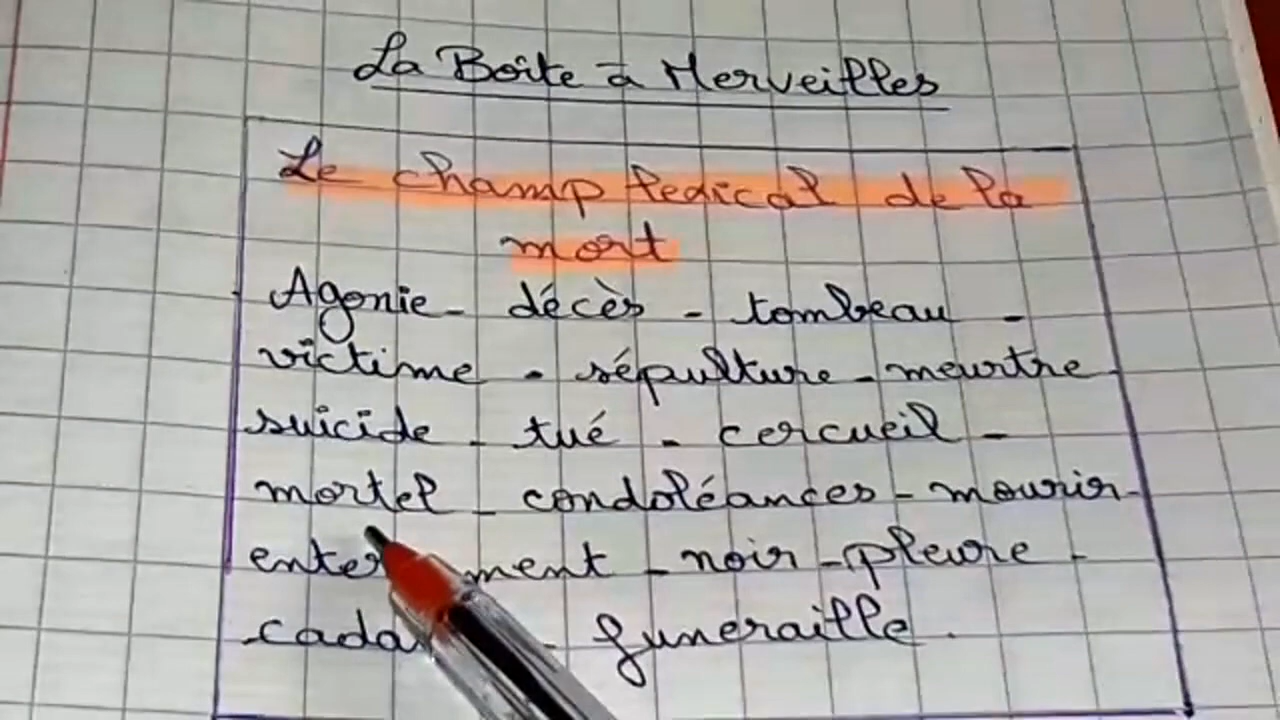 La Boîte à Merveilles
Le champ lexical de la
mort
Agonie - décès - tombeau -
victime - sépulture - meurtre
suicide - tué - cercueil -
mortel - condoléances - mourir -
noir - pleure -
funeraille.